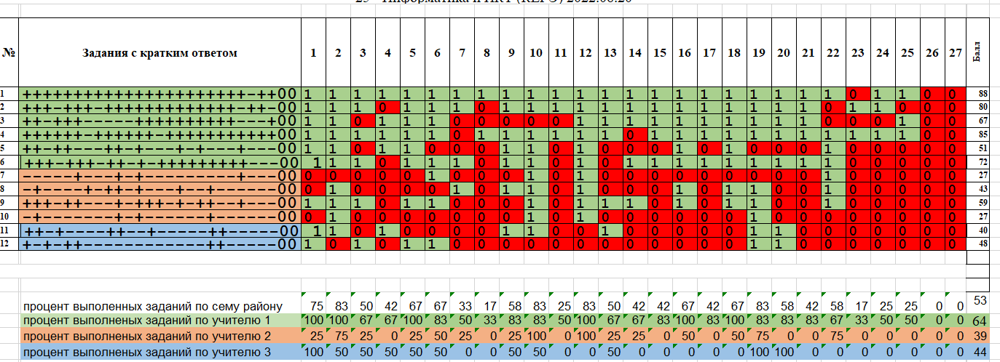 25 - Информатика и ИКТ (КЕГЭ) 2022.06.20
№ Задания с кратким ответом 1 2 3 4 5 6 7 8 9 10 11 12 13 14 15 16 17 18 19 20 21 22 23 24 25 26 27 Балл
1 ++++++++++++++++++++++-++00 1 1 1 1 1 1 1 1 1 1 1 1 1 1 1 1 1 1 1 1 1 1 0 1 1 0 0 88
2 +++-+++-+++++++++++++-++-00 1 1 1 0 1 1 1 0 1 1 1 1 1 1 1 1 1 1 1 1 1 0 1 1 0 0 0 80
3 ++-+++-----++++++++++---+00 1 1 0 1 1 1 0 0 0 0 0 1 1 1 1 1 1 1 1 1 1 0 0 0 1 0 0 67
4 ++++++-++++++-+++++++++++00 1 1 1 1 1 1 0 1 1 1 1 1 1 0 1 1 1 1 1 1 1 1 1 1 1 0 0 85
5 ++-++---++-+---+-+---+---00 1 1 0 1 1 0 0 0 1 1 0 1 0 0 0 1 0 1 0 0 0 1 0 0 0 0 0 51
6 +++-+++-++-+-+++++++++---00 1 1 1 0 1 1 1 0 1 1 0 1 0 1 1 1 1 1 1 1 1 1 0 0 0 0 0 72
7 -----+---+-+---------+---00 0 0 0 0 0 1 0 0 0 1 0 1 0 0 0 0 0 0 0 0 0 1 0 0 0 0 0 27
8 -+----+-++-+---+-++--+---00 0 1 0 0 0 0 1 0 1 1 0 1 0 0 0 1 0 1 1 0 0 1 0 0 0 0 0 43
9 +++-++---+-+++-+-++--+---00 1 1 1 0 1 1 0 0 0 1 0 1 1 1 0 1 0 1 1 0 0 1 0 0 0 0 0 59
10 -+-------+-+------+------00 0 1 0 0 0 0 0 0 0 1 0 1 0 0 0 0 0 0 1 0 0 0 0 0 0 0 0 27
11 ++-+----++--+-----++-----00 1 1 0 1 0 0 0 0 1 1 0 0 1 0 0 0 0 0 1 1 0 0 0 0 0 0 0 40
12 +-+-++------------++-----00 1 0 1 0 1 1 0 0 0 0 0 0 0 0 0 0 0 0 1 1 0 0 0 0 0 0 0 48
процент выполенных заданий по сему району 75 83 50 42 67 67 33 17 58 83 25 83 50 42 42 67 42 67 83 58 42 58 17 25 25 0 0 53
процент выполненых заданий по учителю 1 100 100 67 67 100 83 50 33 83 83 50 100 67 67 83 100 83 100 83 83 83 67 33 50 50 0 0 64
процент выполненых заданий по учителю 2 25 75 25 0 25 50 25 0 25 100 0 100 25 25 0 50 0 50 75 0 0 75 0 0 0 0 0 39
процент выполненых заданий по учителю 3 100 50 50 50 50 50 0 0 50 50 0 0 50 0 0 0 0 0 100 100 0 0 0 0 0 0 0 44